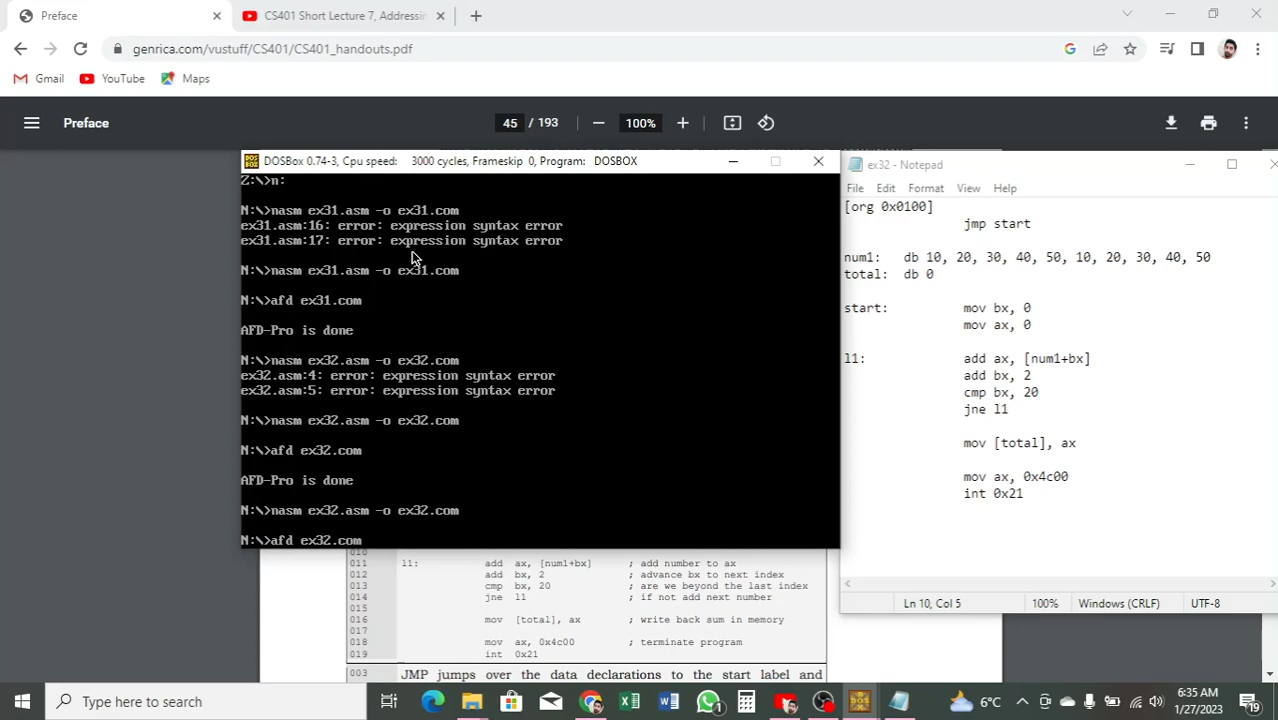 Preface
CS401 Short Lecture 7, Addressin
genrica.com/vustuff/CS401/CS401_handouts.pdf
Gmail
YouTube
Maps
Preface
45 / 193
100%
DOSBox 0.74-3, Cpu speed: 3000 cycles, Frameskip 0, Program: DOSBOX
Z:\>n:
N:\>nasm ex31.asm -o ex31.com
ex31.asm:16: error: expression syntax error
ex31.asm:17: error: expression syntax error
N:\>nasm ex31.asm -o ex31.com
N:\>afd ex31.com
AFD-Pro is done
N:\>nasm ex32.asm -o ex32.com
ex32.asm:4: error: expression syntax error
ex32.asm:5: error: expression syntax error
N:\>nasm ex32.asm -o ex32.com
N:\>afd ex32.com
AFD-Pro is done
N:\>nasm ex32.asm -o ex32.com
N:\>afd ex32.com
ex32 - Notepad
File Edit Format View Help
[org 0x0100]
jmp start
num1: db 10, 20, 30, 40, 50, 10, 20, 30, 40, 50
total: db 0
start: mov bx, 0
mov ax, 0
l1: add ax, [num1+bx]
add bx, 2
cmp bx, 20
jne l1
mov [total], ax
mov ax, 0x4c00
int 0x21
Ln 10, Col 5
100%
Windows (CRLF)
UTF-8
010
011 l1: add ax, [num1+bx] ; add number to ax
012 add bx, 2 ; advance bx to next index
013 cmp bx, 20 ; are we beyond the last index
014 jne l1 ; if not add next number
015
016 mov [total], ax ; write back sum in memory
017
018 mov ax, 0x4c00 ; terminate program
019 int 0x21
003 JMP jumps over the data declarations to the start label and
Type here to search
1
6°C
6:35 AM
1/27/2023
19